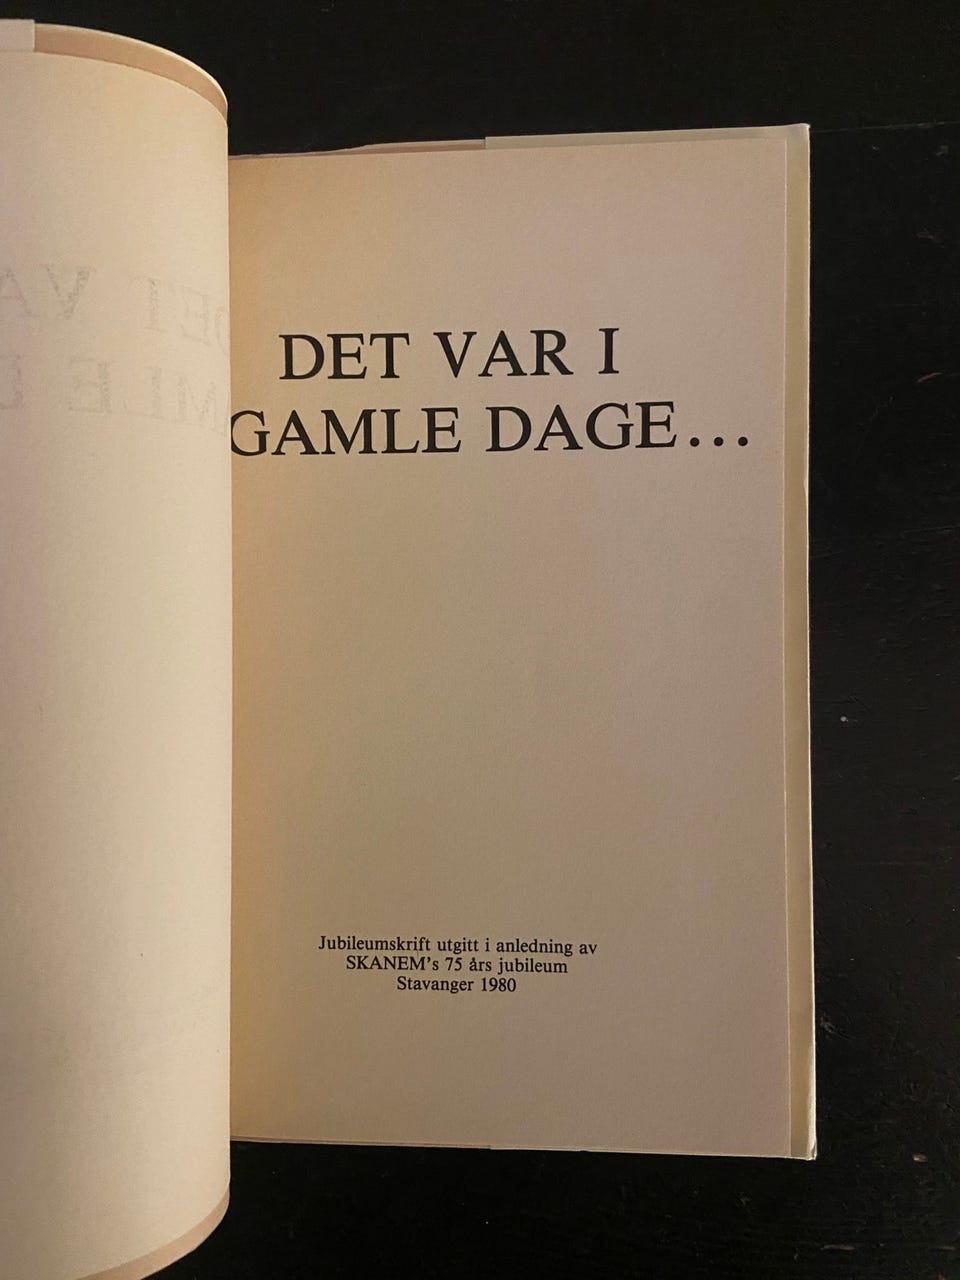 DET VAR I
GAMLE DAGE...
Jubileumskrift utgitt i anledning av
SKANEM's 75 års jubileum
Stavanger 1980